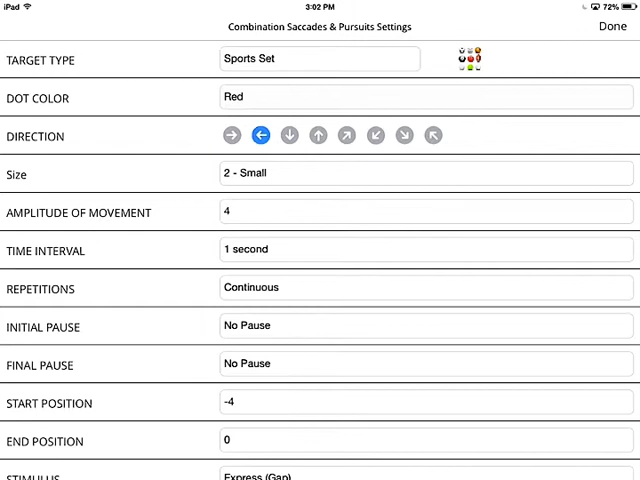 iPad 3:02 PM 72%
Combination Saccades & Pursuits Settings Done
TARGET TYPE Sports Set
DOT COLOR Red
DIRECTION
Size 2 - Small
AMPLITUDE OF MOVEMENT 4
TIME INTERVAL 1 second
REPETITIONS Continuous
INITIAL PAUSE No Pause
FINAL PAUSE No Pause
START POSITION -4
END POSITION 0
STIMULUS Express (Gap)